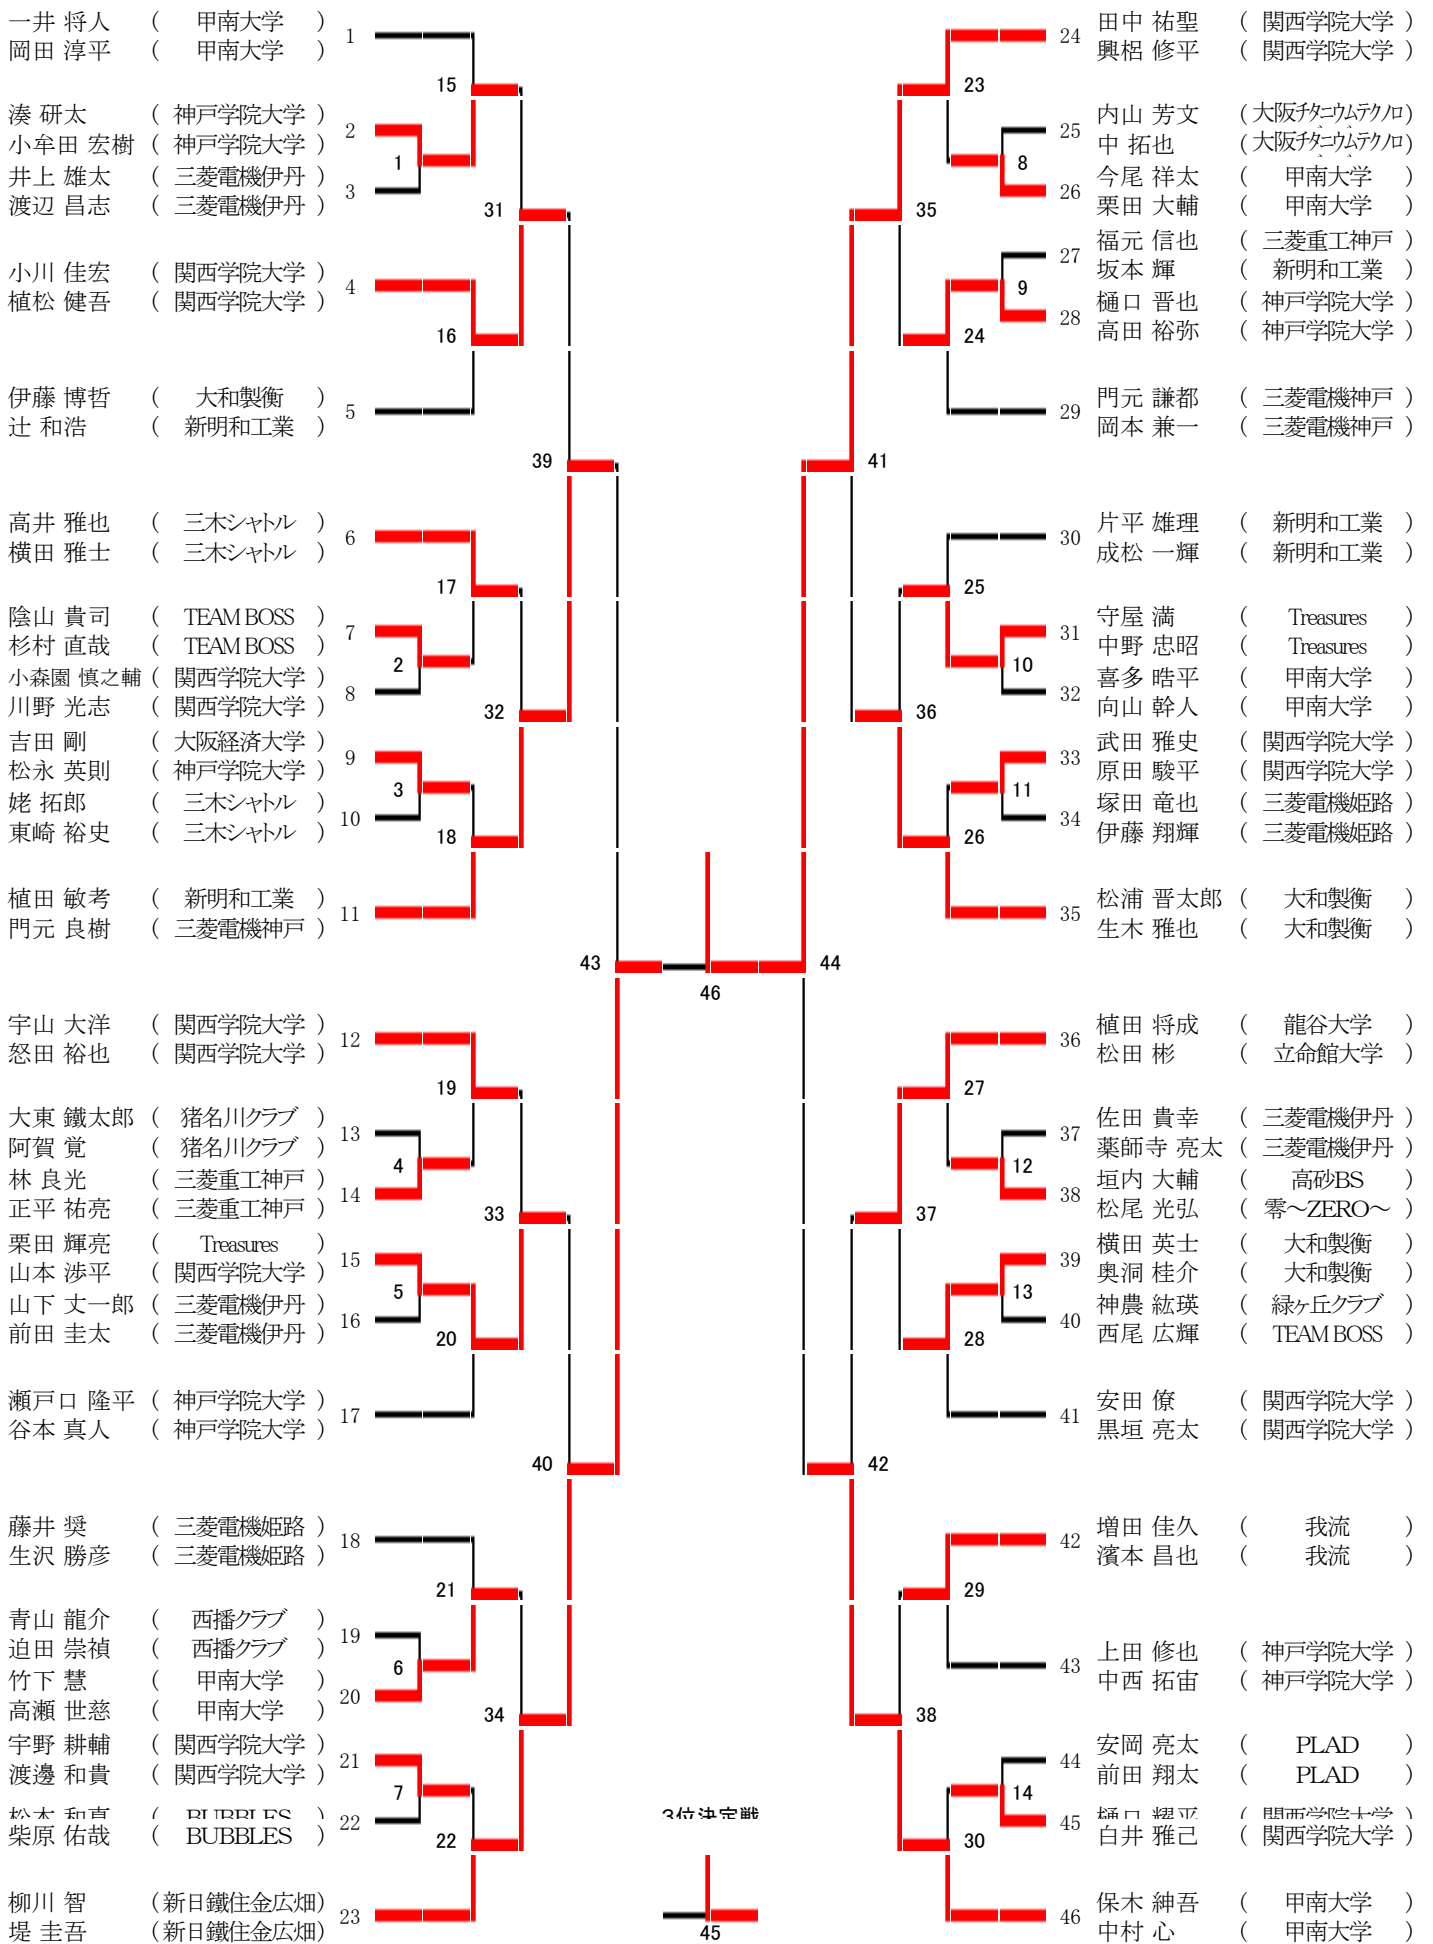 一井 将人 ( 甲南大学 )
岡田 淳平 ( 甲南大学 )
1
15
湊 研太 ( 神戸学院大学 )
小牟田 宏樹 ( 神戸学院大学 )
2
1
井上 雄太 ( 三菱電機伊丹 )
渡辺 昌志 ( 三菱電機伊丹 )
3
31
小川 佳宏 ( 関西学院大学 )
植松 健吾 ( 関西学院大学 )
4
16
伊藤 博哲 ( 大和製衡 )
辻 和浩 ( 新明和工業 )
5
39
高井 雅也 ( 三木シャトル )
横田 雅士 ( 三木シャトル )
6
17
陰山 貴司 ( TEAM BOSS )
杉村 直哉 ( TEAM BOSS )
7
2
小森園 慎之輔 ( 関西学院大学 )
川野 光志 ( 関西学院大学 )
8
32
吉田 剛 ( 大阪経済大学 )
松永 英則 ( 神戸学院大学 )
9
3
姥 拓郎 ( 三木シャトル )
東崎 裕史 ( 三木シャトル )
10
18
植田 敏考 ( 新明和工業 )
門元 良樹 ( 三菱電機神戸 )
11
43
宇山 大洋 ( 関西学院大学 )
怒田 裕也 ( 関西学院大学 )
12
19
大東 鐵太郎 ( 猪名川クラブ )
阿賀 覚 ( 猪名川クラブ )
13
4
林 良光 ( 三菱重工神戸 )
正平 祐亮 ( 三菱重工神戸 )
14
33
栗田 輝亮 ( Treasures )
山本 渉平 ( 関西学院大学 )
15
5
山下 丈一郎 ( 三菱電機伊丹 )
前田 圭太 ( 三菱電機伊丹 )
16
20
瀬戸口 隆平 ( 神戸学院大学 )
谷本 真人 ( 神戸学院大学 )
17
40
藤井 奨 ( 三菱電機姫路 )
生沢 勝彦 ( 三菱電機姫路 )
18
21
青山 龍介 ( 西播クラブ )
迫田 崇禎 ( 西播クラブ )
19
6
竹下 慧 ( 甲南大学 )
高瀬 世慈 ( 甲南大学 )
20
34
宇野 耕輔 ( 関西学院大学 )
渡邊 和貴 ( 関西学院大学 )
21
7
松本 和真 ( BUBBLES )
柴原 佑哉 ( BUBBLES )
22
22
柳川 智 ( 新日鐵住金広畑 )
堤 圭吾 ( 新日鐵住金広畑 )
23
46
3位決定戦
45
田中 祐聖 ( 関西学院大学 )
興梠 修平 ( 関西学院大学 )
24
23
内山 芳文 ( 大阪チタニウムテクノロ )
中 拓也 ( 大阪チタニウムテクノロ )
25
8
今尾 祥太 ( 甲南大学 )
栗田 大輔 ( 甲南大学 )
26
35
福元 信也 ( 三菱重工神戸 )
坂本 輝 ( 新明和工業 )
27
9
樋口 晋也 ( 神戸学院大学 )
高田 裕弥 ( 神戸学院大学 )
28
24
門元 謙都 ( 三菱電機神戸 )
岡本 兼一 ( 三菱電機神戸 )
29
41
片平 雄理 ( 新明和工業 )
成松 一輝 ( 新明和工業 )
30
25
守屋 満 ( Treasures )
中野 忠昭 ( Treasures )
31
10
喜多 晧平 ( 甲南大学 )
向山 幹人 ( 甲南大学 )
32
36
武田 雅史 ( 関西学院大学 )
原田 駿平 ( 関西学院大学 )
33
11
塚田 竜也 ( 三菱電機姫路 )
伊藤 翔輝 ( 三菱電機姫路 )
34
26
松浦 晋太郎 ( 大和製衡 )
生木 雅也 ( 大和製衡 )
35
44
植田 将成 ( 龍谷大学 )
松田 彬 ( 立命館大学 )
36
27
佐田 貴幸 ( 三菱電機伊丹 )
薬師寺 亮太 ( 三菱電機伊丹 )
37
12
垣内 大輔 ( 高砂BS )
松尾 光弘 ( 零～ZERO～ )
38
37
横田 英士 ( 大和製衡 )
奥洞 桂介 ( 大和製衡 )
39
13
神農 紘瑛 ( 緑ヶ丘クラブ )
西尾 広輝 ( TEAM BOSS )
40
28
安田 僚 ( 関西学院大学 )
黒垣 亮太 ( 関西学院大学 )
41
42
増田 佳久 ( 我流 )
濱本 昌也 ( 我流 )
42
29
上田 修也 ( 神戸学院大学 )
中西 拓宙 ( 神戸学院大学 )
43
38
安岡 亮太 ( PLAD )
前田 翔太 ( PLAD )
44
14
樋口 耀平 ( 関西学院大学 )
白井 雅己 ( 関西学院大学 )
45
30
保木 紳吾 ( 甲南大学 )
中村 心 ( 甲南大学 )
46